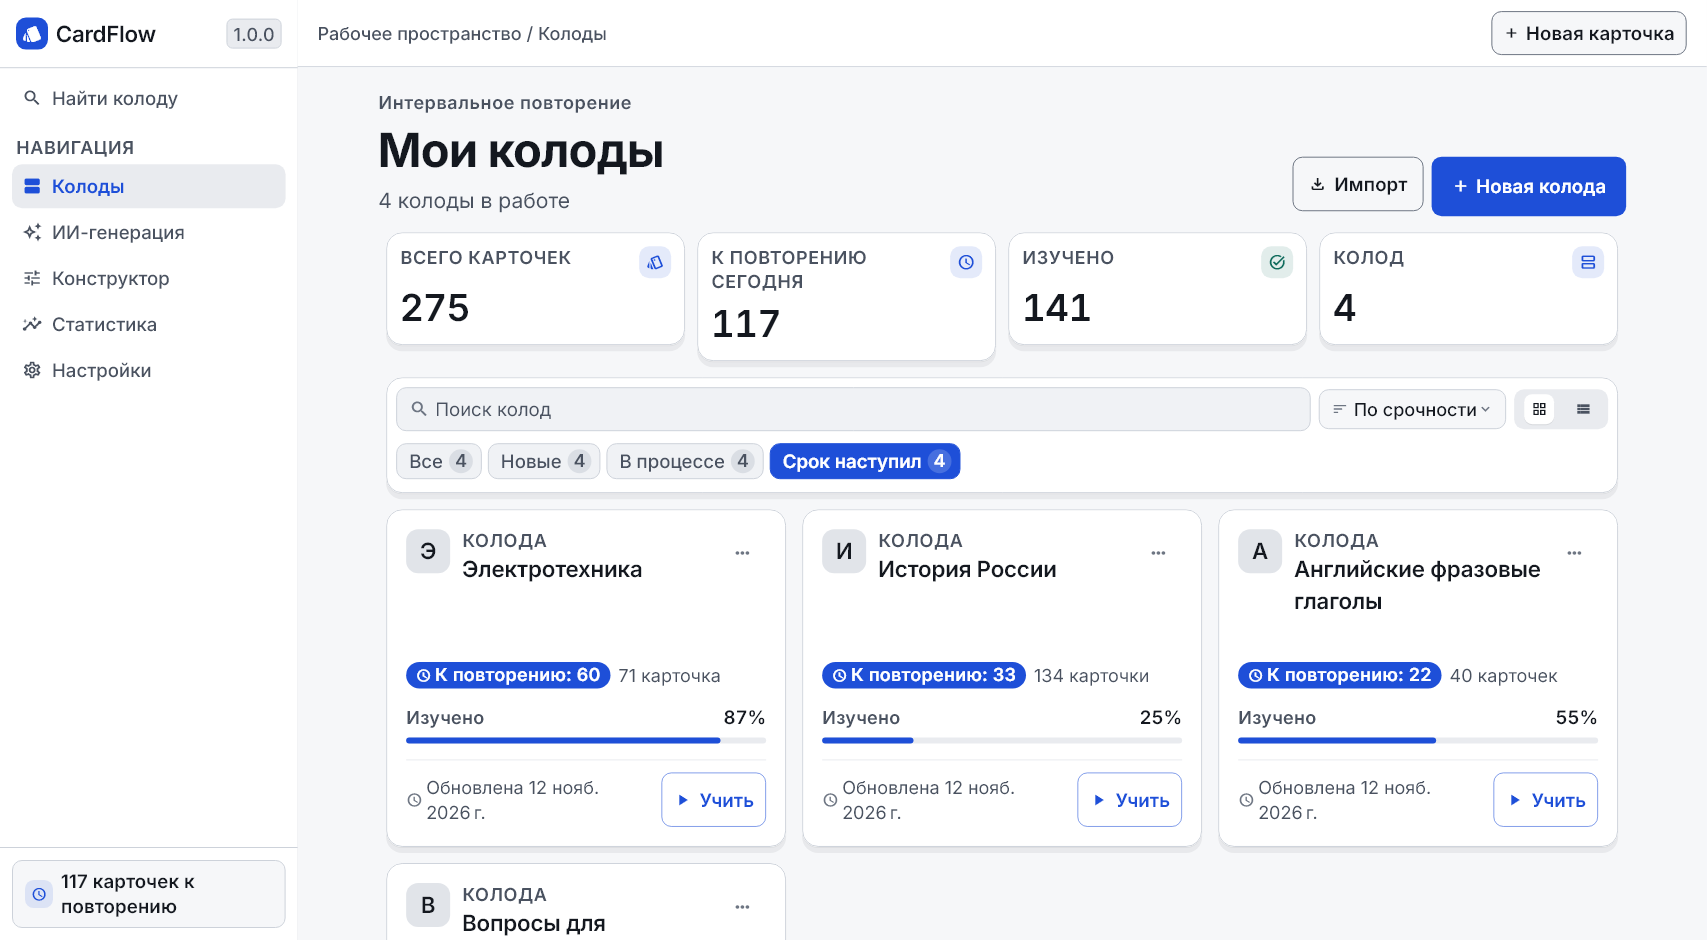 CardFlow
1.0.0
Найти колоду
НАВИГАЦИЯ
Колоды
ИИ-генерация
Конструктор
Статистика
Настройки
117 карточек к
повторению
Рабочее пространство / Колоды
+ Новая карточка
Интервальное повторение
Мои колоды
4 колоды в работе
Импорт
+ Новая колода
ВСЕГО КАРТОЧЕК
275
К ПОВТОРЕНИЮ
СЕГОДНЯ
117
ИЗУЧЕНО
141
КОЛОД
4
Поиск колод
По срочности
Все 4
Новые 4
В процессе 4
Срок наступил 4
Э
КОЛОДА
Электротехника
К повторению: 60 71 карточка
Изучено 87%
Обновлена 12 нояб.
2026 г.
Учить
И
КОЛОДА
История России
К повторению: 33 134 карточки
Изучено 25%
Обновлена 12 нояб.
2026 г.
Учить
А
КОЛОДА
Английские фразовые
глаголы
К повторению: 22 40 карточек
Изучено 55%
Обновлена 12 нояб.
2026 г.
Учить
В
КОЛОДА
Вопросы для